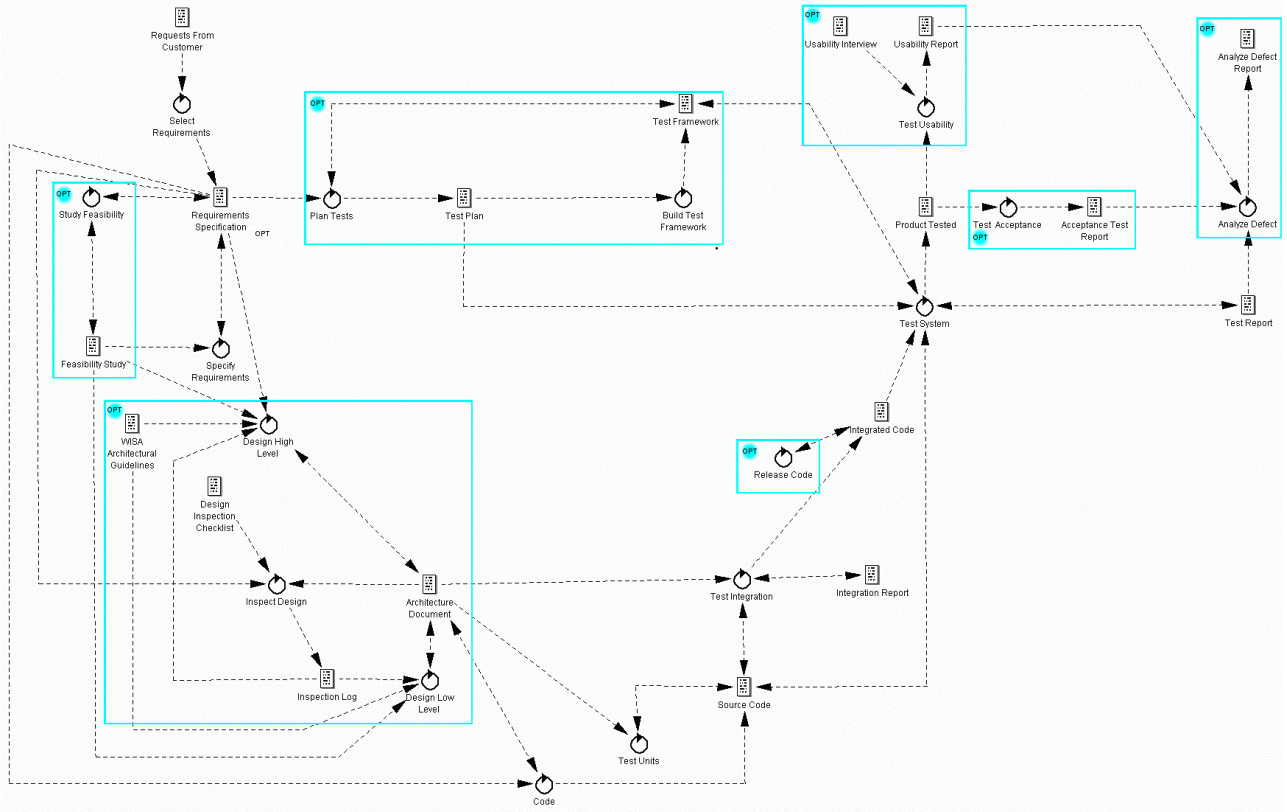 Requests From
Customer
Select
Requirements
OPT
Study Feasibility
Requirements
Specification
OPT
Feasibility Study
Specify
Requirements
OPT
Test Framework
Plan Tests
Test Plan
Build Test
Framework
OPT
Usability Interview
Usability Report
Test Usability
OPT
Analyze Defect
Report
Analyze Defect
Product Tested
Test Acceptance
OPT
Acceptance Test
Report
Test System
Test Report
OPT
WISA
Architectural
Guidelines
Design High
Level
Design
Inspection
Checklist
Inspect Design
Architecture
Document
Inspection Log
Design Low
Level
Integrated Code
OPT
Release Code
Test Integration
Integration Report
Source Code
Test Units
Code